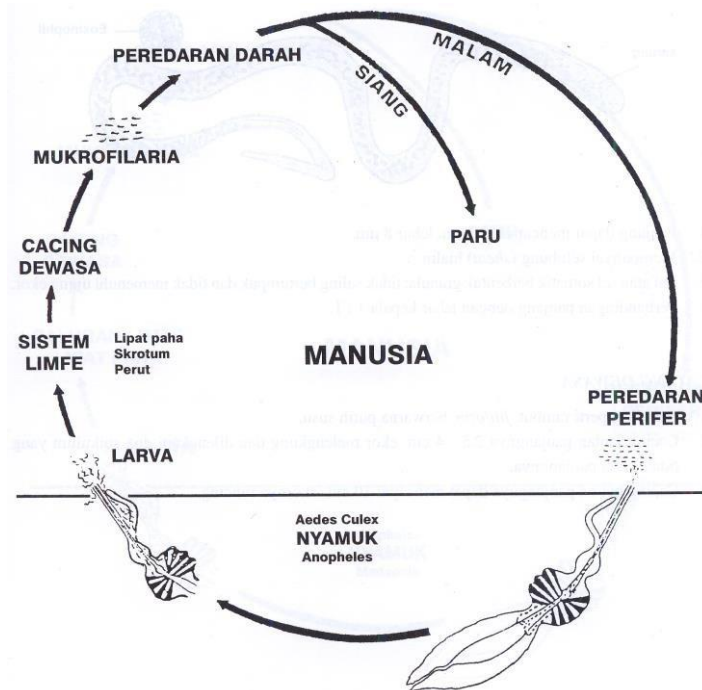 PEREDARAN DARAH
SIANG
MALAM
MUKROFILARIA
PARU
CACING
DEWASA
SISTEM
LIMFE
Lipat paha
Skrotum
Perut
MANUSIA
PEREDARAN
PERIFER
LARVA
Aedes Culex
NYAMUK
Anopheles